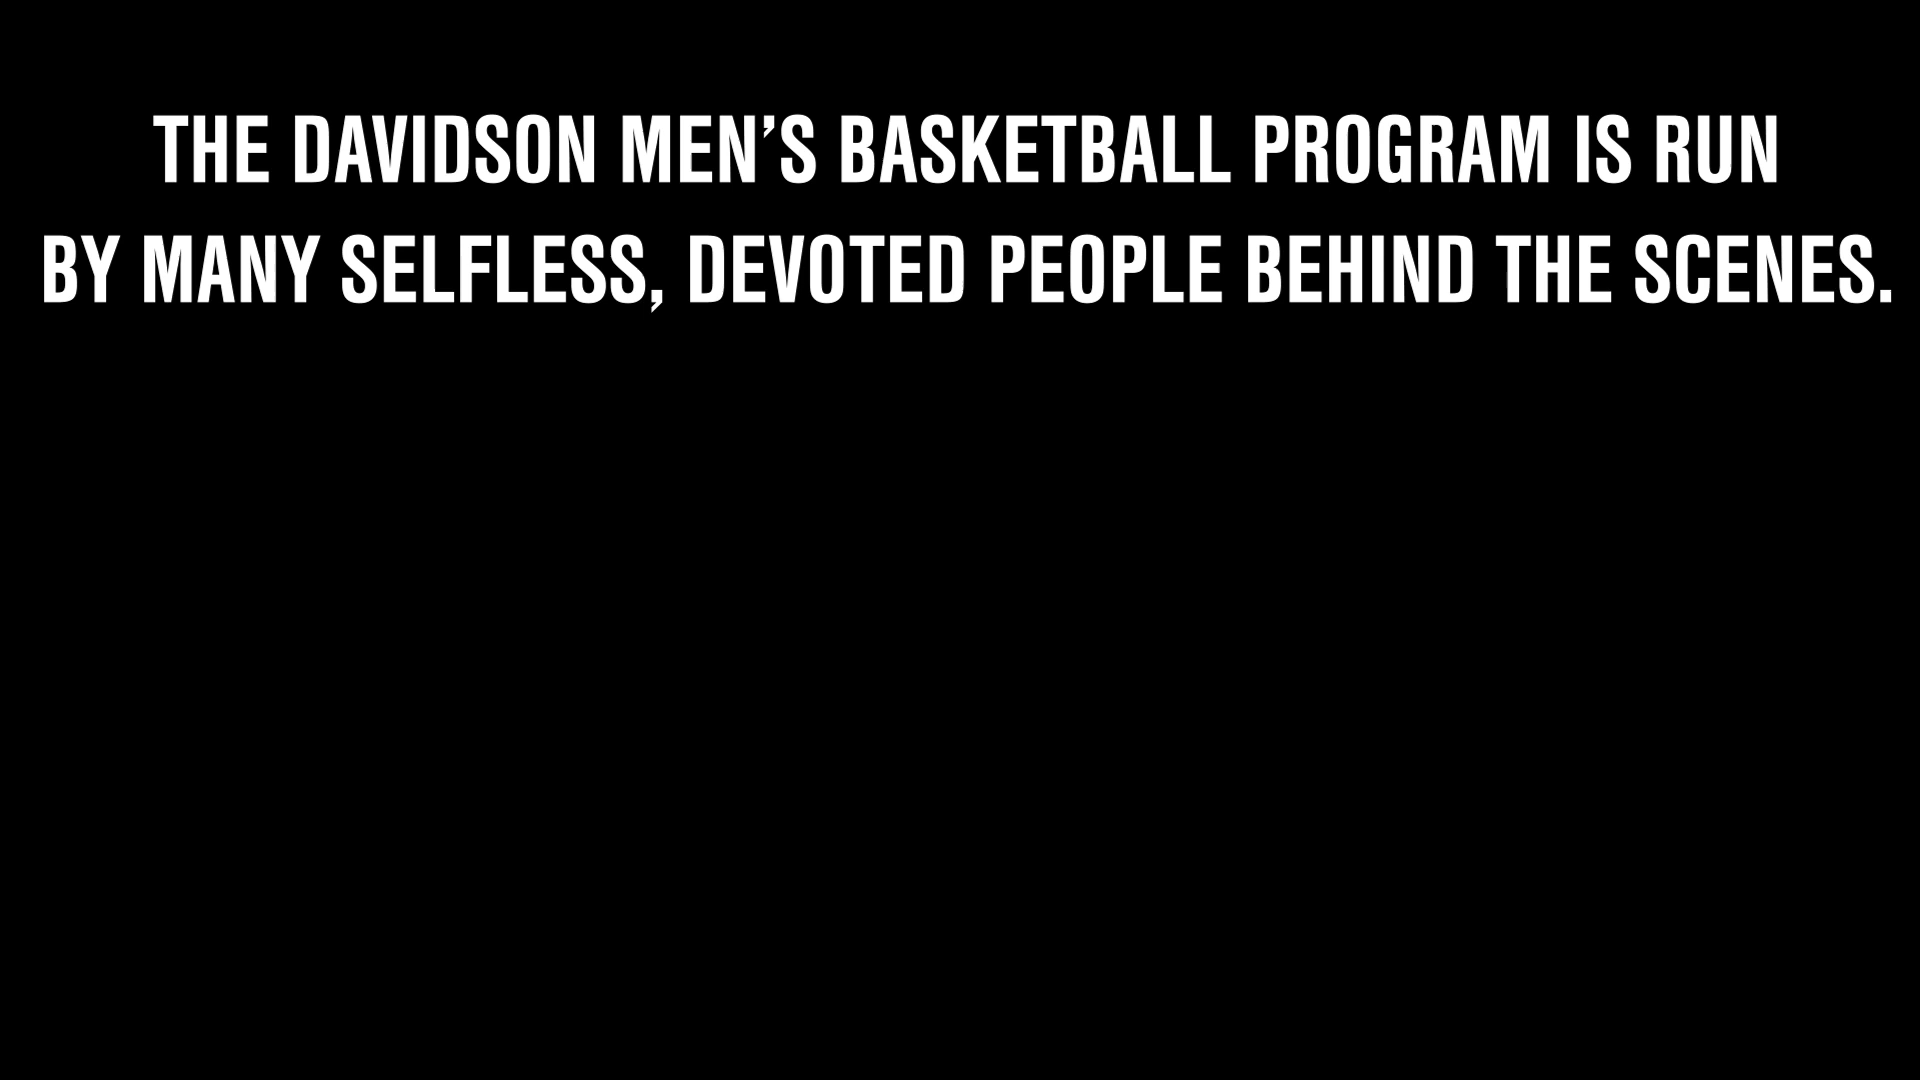 THE DAVIDSON MEN’S BASKETBALL PROGRAM IS RUN
BY MANY SELFLESS, DEVOTED PEOPLE BEHIND THE SCENES.